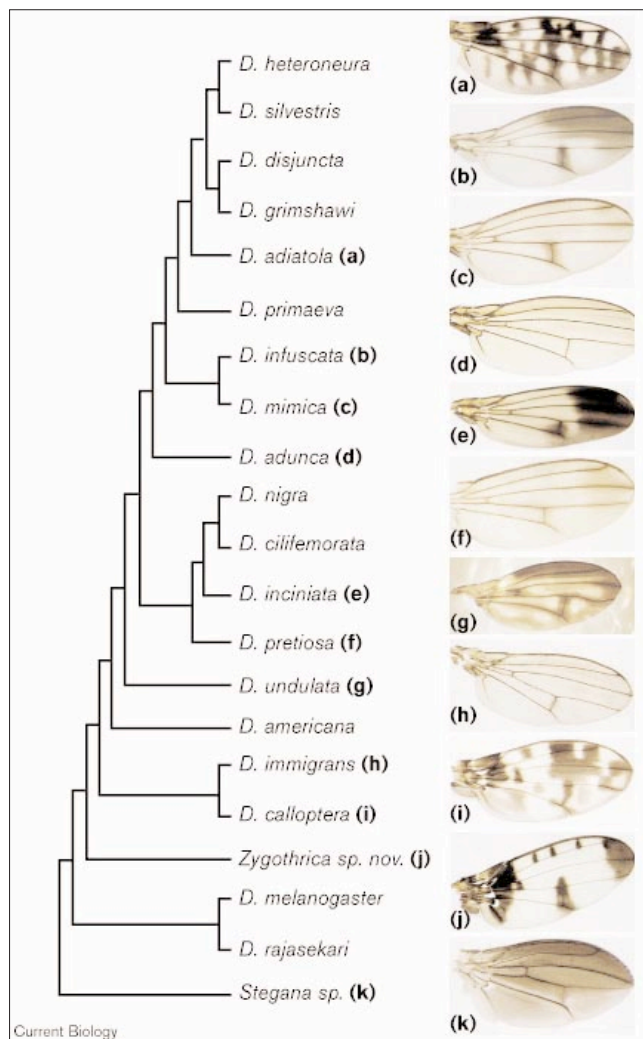 D. heteroneura
D. silvestris
D. disjuncta
D. grimshawi
D. adiatola (a)
D. primaeva
D. infuscata (b)
D. mimica (c)
D. adunca (d)
D. nigra
D. cilifemorata
D. inciniata (e)
D. pretiosa (f)
D. undulata (g)
D. americana
D. immigrans (h)
D. calloptera (i)
Zygothrica sp. nov. (j)
D. melanogaster
D. rajasekari
Stegana sp. (k)
(a)
(b)
(c)
(d)
(e)
(f)
(g)
(h)
(i)
(j)
(k)
Current Biology